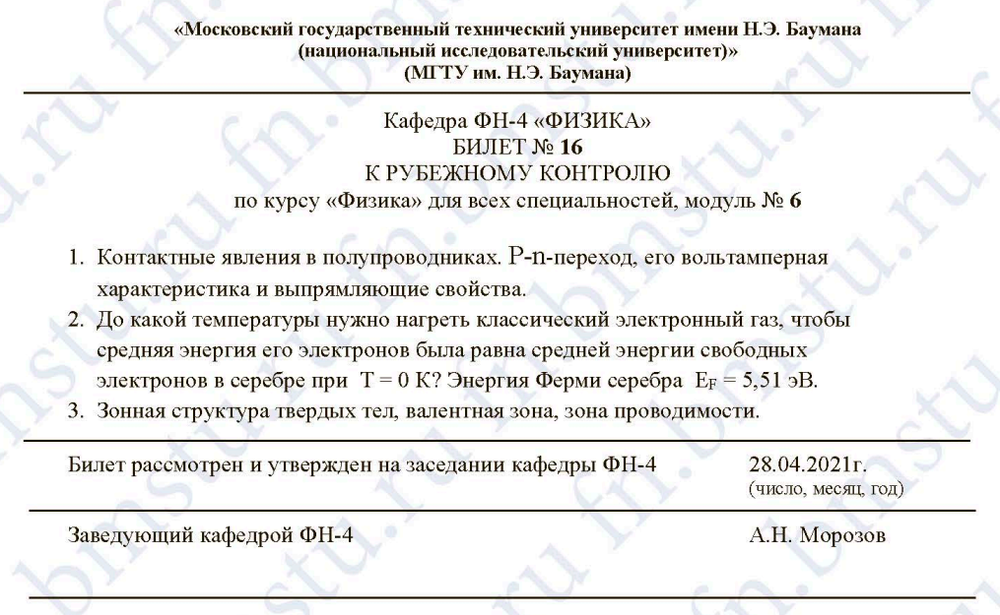 «Московский государственный технический университет имени Н.Э. Баумана
(национальный исследовательский университет)»
(МГТУ им. Н.Э. Баумана)
Кафедра ФН-4 «ФИЗИКА»
БИЛЕТ № 16
К РУБЕЖНОМУ КОНТРОЛЮ
по курсу «Физика» для всех специальностей, модуль № 6
1. Контактные явления в полупроводниках. P-n-переход, его вольтамперная
характеристика и выпрямляющие свойства.
2. До какой температуры нужно нагреть классический электронный газ, чтобы
средняя энергия его электронов была равна средней энергии свободных
электронов в серебре при T = 0 К? Энергия Ферми серебра EF = 5,51 эВ.
3. Зонная структура твердых тел, валентная зона, зона проводимости.
Билет рассмотрен и утвержден на заседании кафедры ФН-4 28.04.2021г.
(число, месяц, год)
Заведующий кафедрой ФН-4 А.Н. Морозов
fn.bmstu.ru